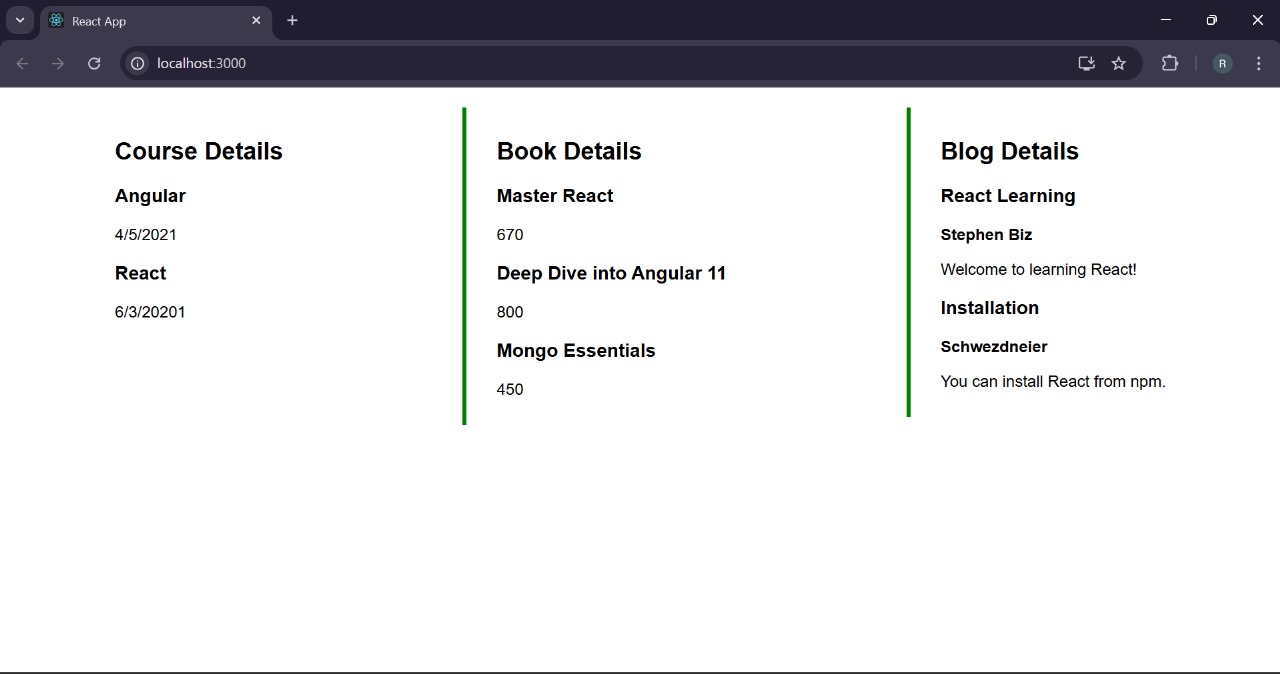 React App
localhost:3000
R
Course Details
Angular
4/5/2021
React
6/3/20201
Book Details
Master React
670
Deep Dive into Angular 11
800
Mongo Essentials
450
Blog Details
React Learning
Stephen Biz
Welcome to learning React!
Installation
Schwezdneier
You can install React from npm.